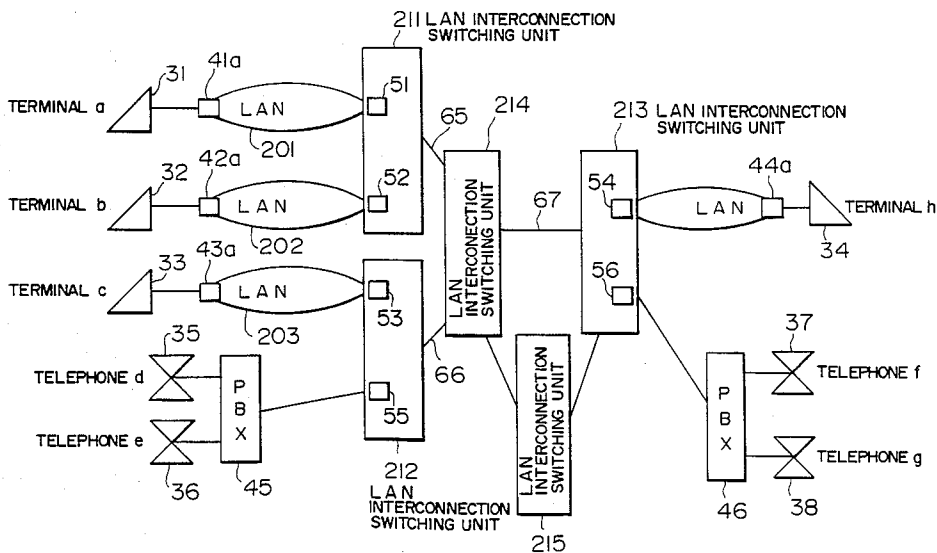 211 LAN INTERCONNECTION
SWITCHING UNIT
31
41a
TERMINAL a
LAN
51
201
65
214
213 LAN INTERCONNECTION
SWITCHING UNIT
32
42a
TERMINAL b
LAN
52
202
67
54
44a
LAN
TERMINAL h
34
33
43a
TERMINAL c
LAN
53
203
LAN
INTERCONNECTION
SWITCHING UNIT
56
35
66
37
TELEPHONE d
PBX
55
TELEPHONE f
TELEPHONE e
36
45
212
LAN
INTERCONNECTION
SWITCHING UNIT
LAN
INTERCONNECTION
SWITCHING UNIT
215
PBX
46
TELEPHONE g
38